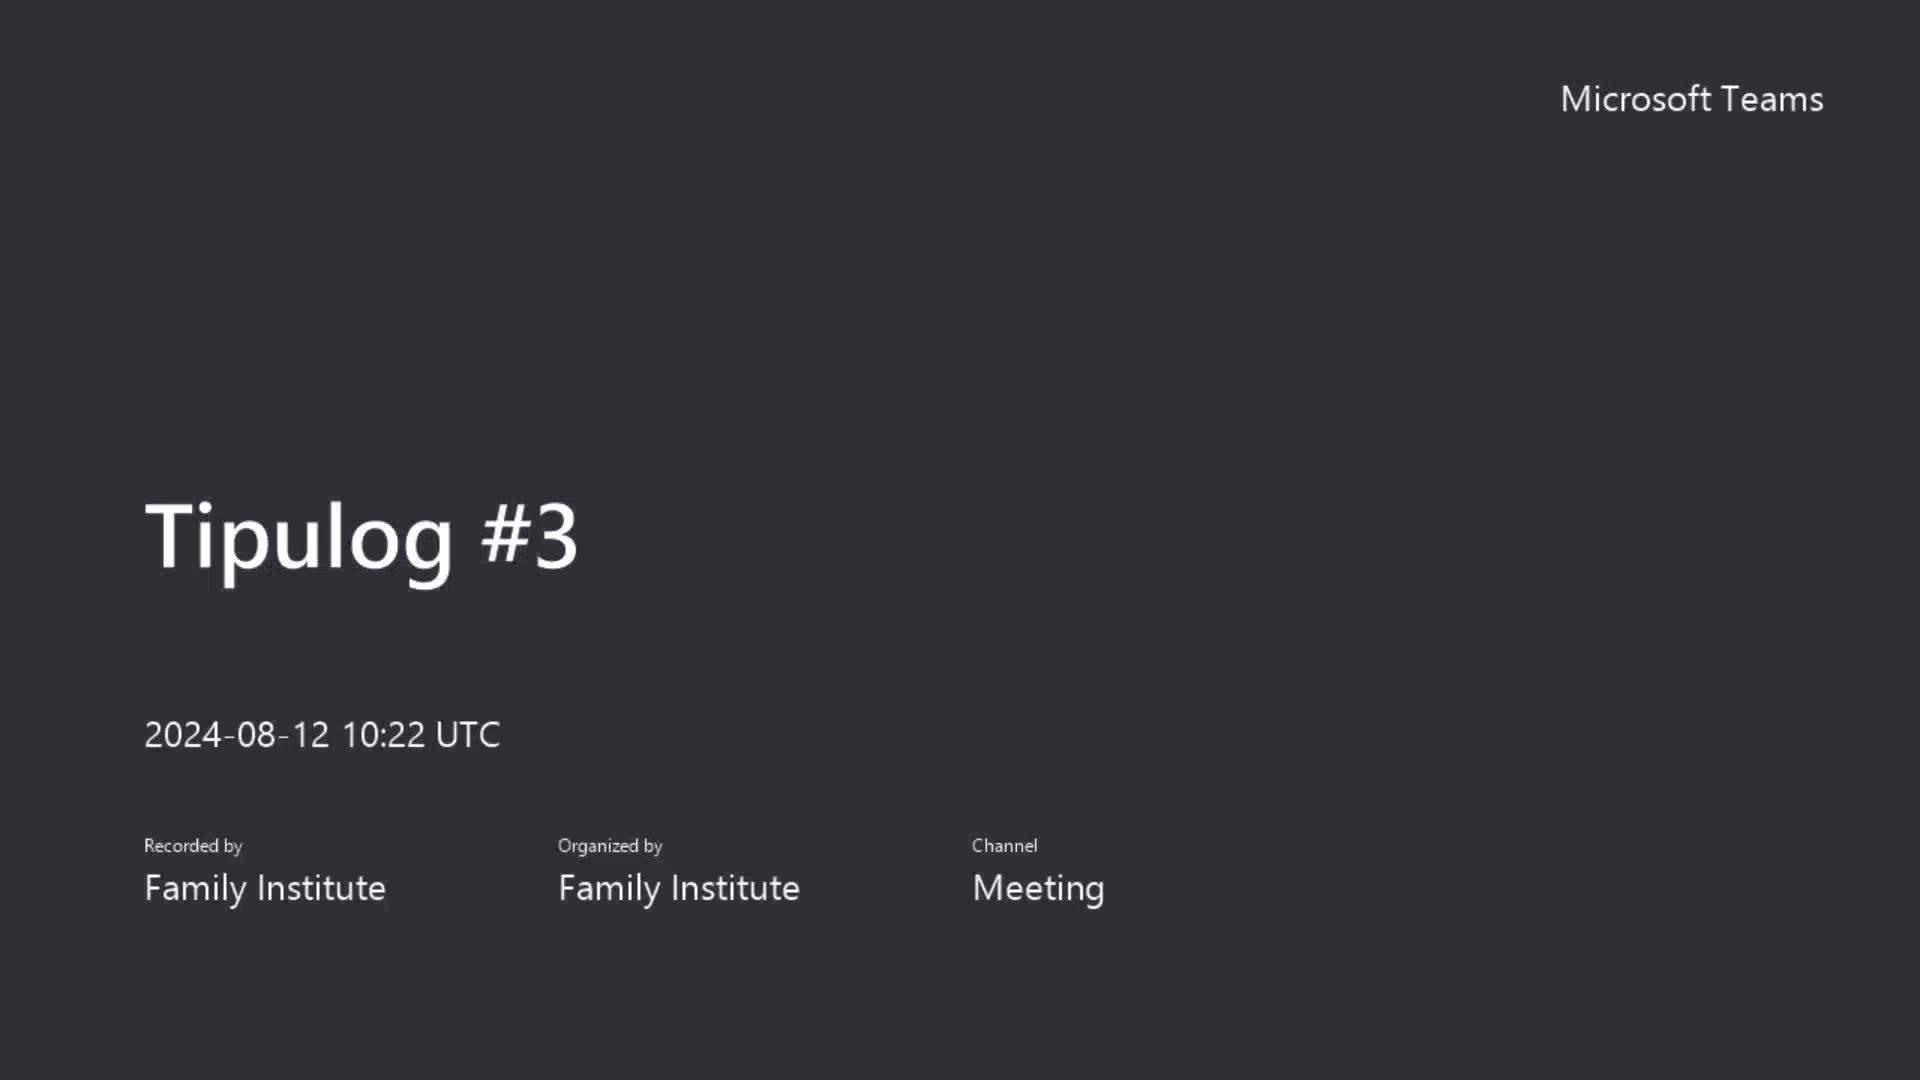 Microsoft Teams
Tipulog #3
2024-08-12 10:22 UTC
Recorded by
Family Institute
Organized by
Family Institute
Channel
Meeting